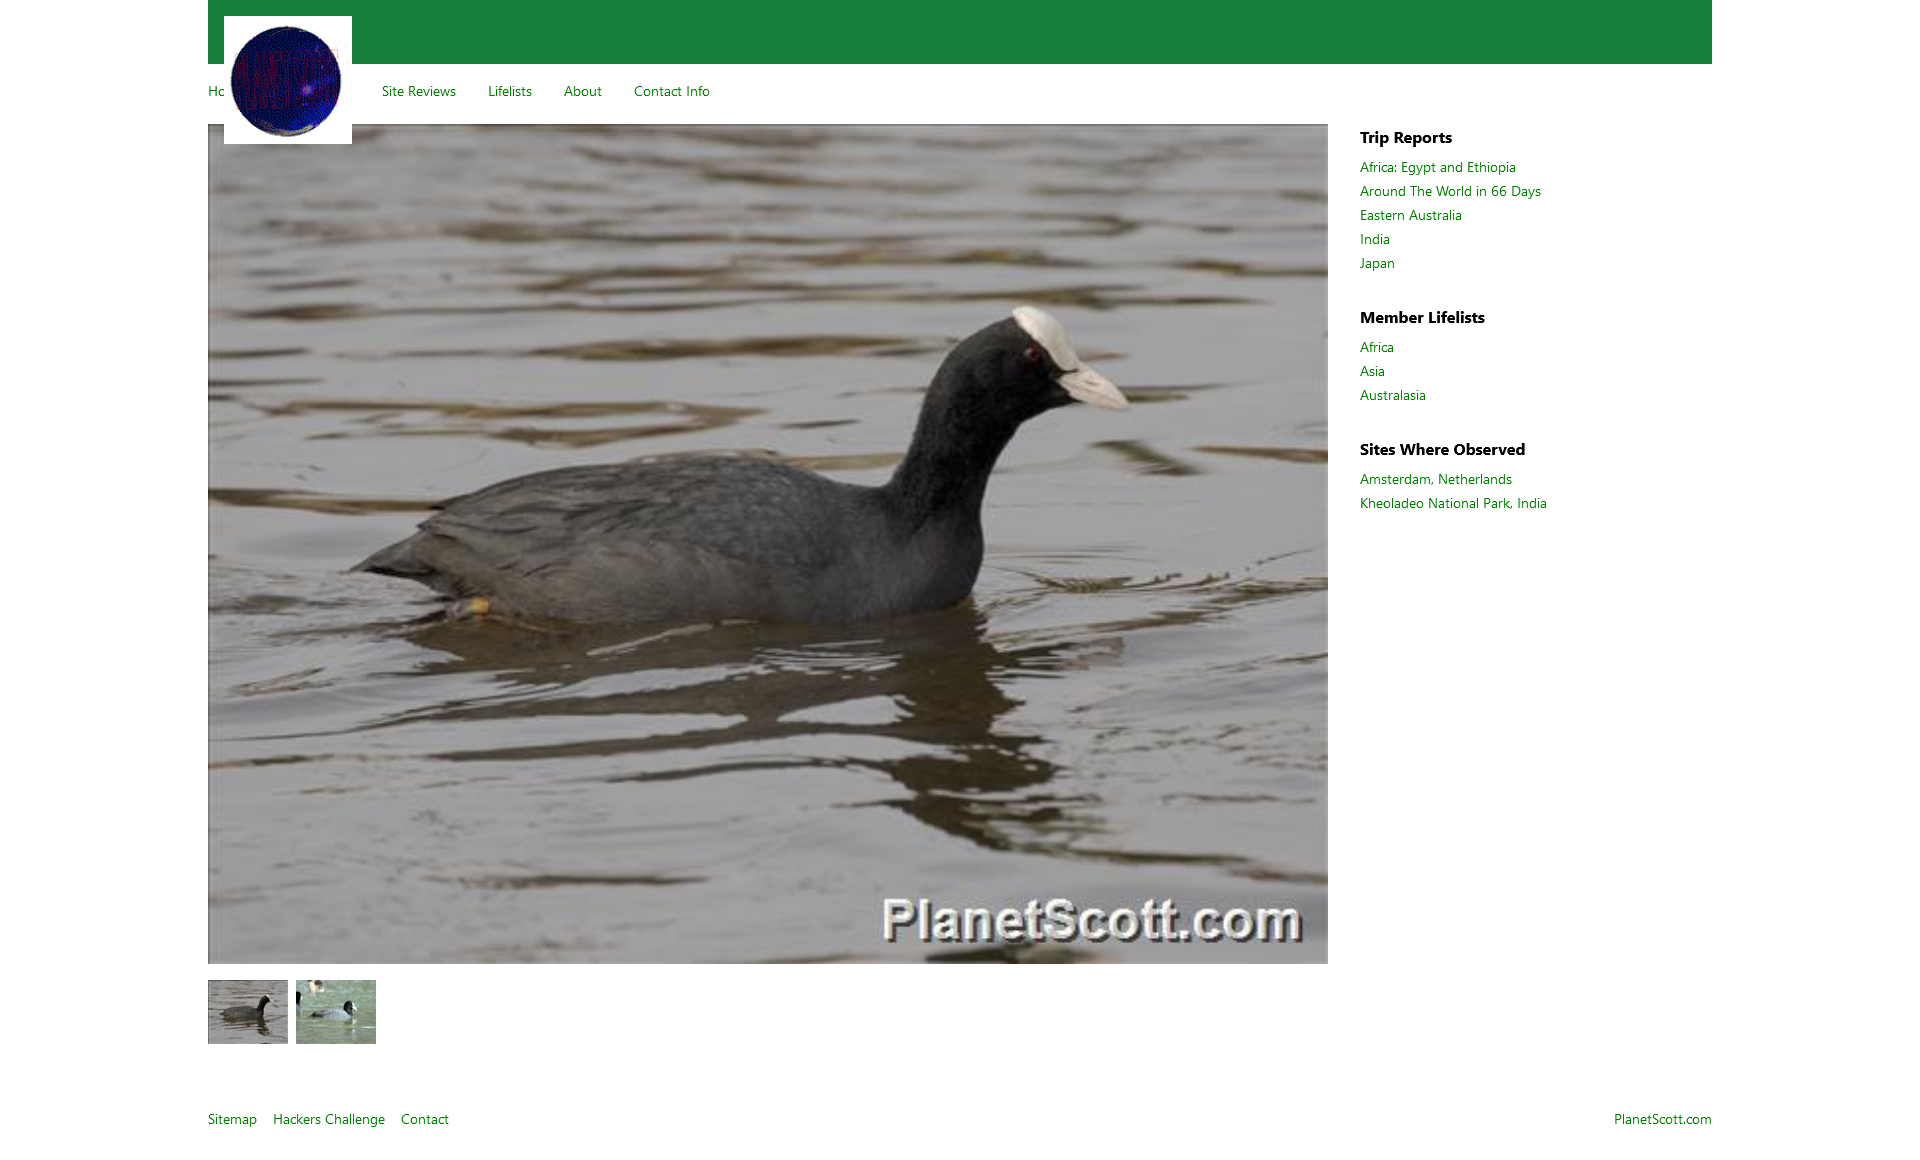 Ho
Site Reviews
Lifelists
About
Contact Info
Trip Reports
Africa: Egypt and Ethiopia
Around The World in 66 Days
Eastern Australia
India
Japan
Member Lifelists
Africa
Asia
Australasia
Sites Where Observed
Amsterdam, Netherlands
Kheoladeo National Park, India
PlanetScott.com
Sitemap
Hackers Challenge
Contact
PlanetScott.com